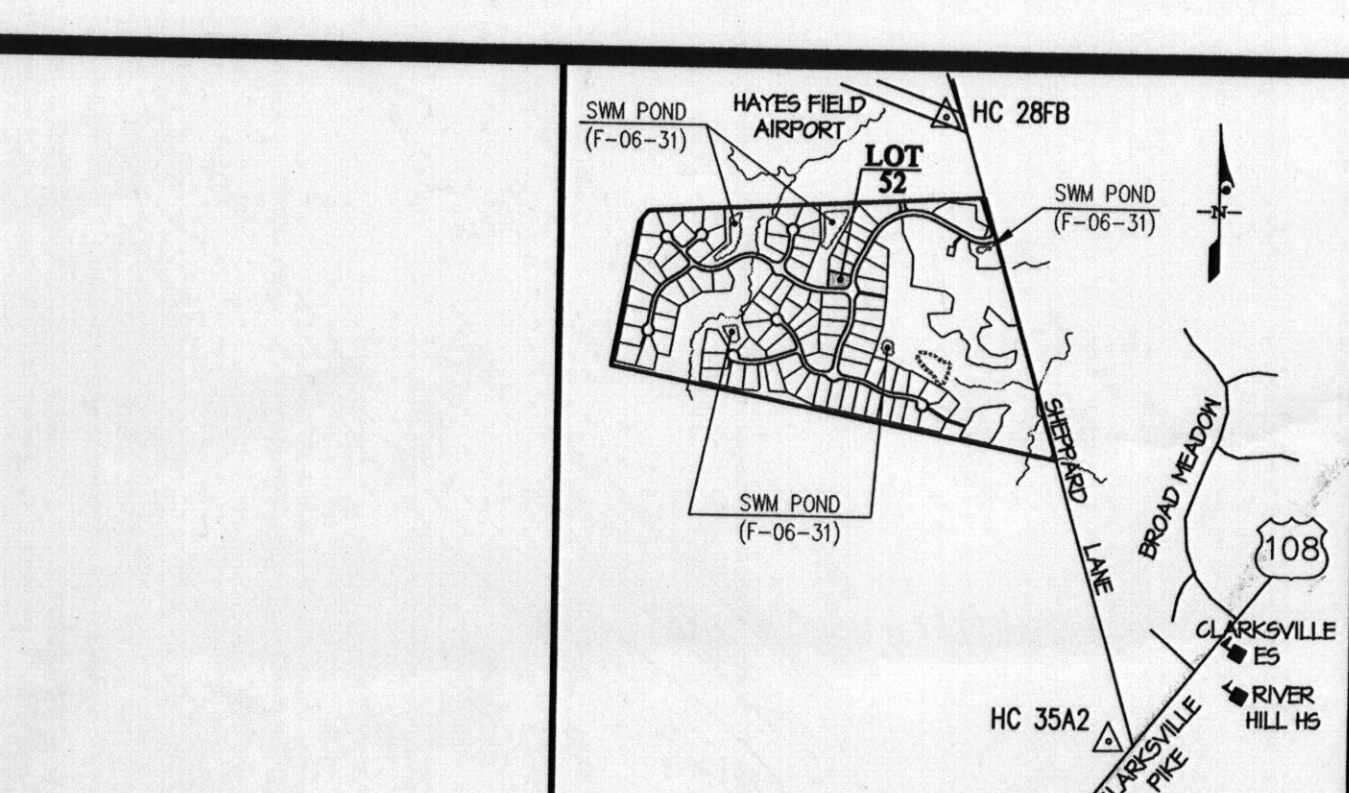 SWM POND
(F-06-31)
HAYES FIELD
AIRPORT
HC 28FB
LOT
52
SWM POND
(F-06-31)
N
SWM POND
(F-06-31)
SHEPPARD
LANE
BROAD MEADOW
108
CLARKSVILLE
ES
RIVER
HILL HS
HC 35A2
CLARKSVILLE
PIKE